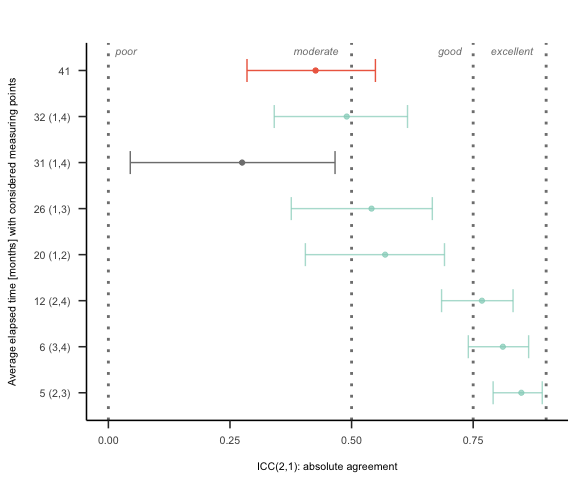 poor moderate good excellent
41
32 (1,4)
31 (1,4)
26 (1,3)
20 (1,2)
12 (2,4)
6 (3,4)
5 (2,3)
Average elapsed time [months] with considered measuring points
0.00 0.25 0.50 0.75
ICC(2,1): absolute agreement